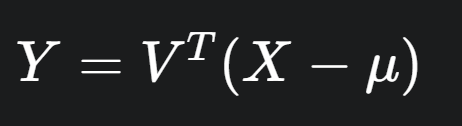 Y = V^T(X − μ)